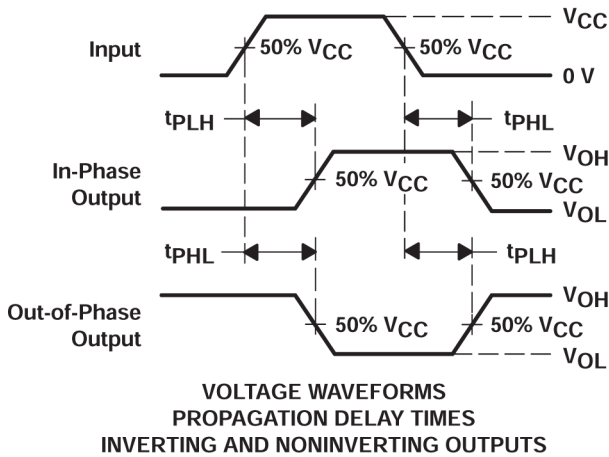 VCC
Input
50% VCC
50% VCC
0 V
tPLH
tPHL
VOH
In-Phase
Output
50% VCC
50% VCC
VOL
tPHL
tPLH
VOH
Out-of-Phase
Output
50% VCC
50% VCC
VOL
VOLTAGE WAVEFORMS
PROPAGATION DELAY TIMES
INVERTING AND NONINVERTING OUTPUTS